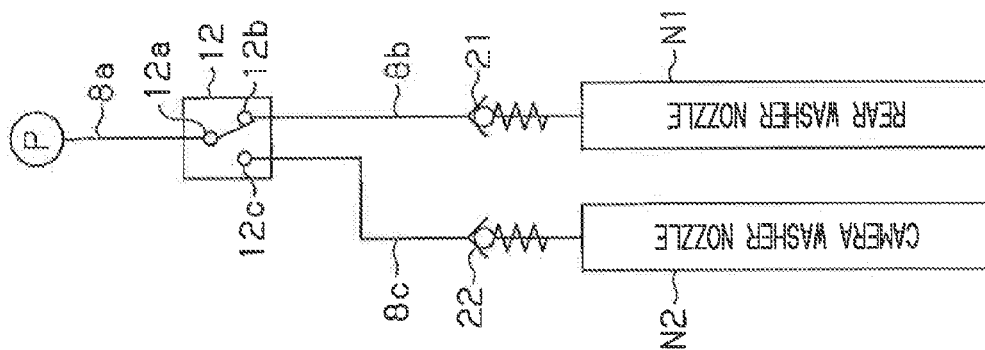 P
8a
12a
12
12b
12c
8b
8c
21
22
REAR WASHER NOZZLE
N1
CAMERA WASHER NOZZLE
N2